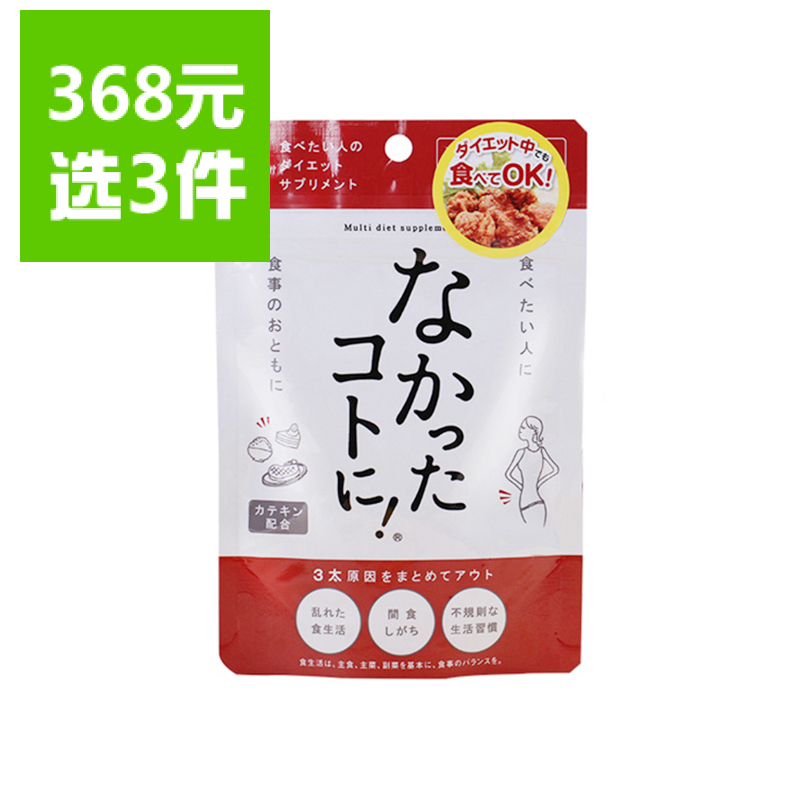 368元
选3件
食べたい人の
ダイエット
サプリメント
ダイエット中でも
食べてOK!
Multi diet suppleme
食べたい人に
なかった
コトに!
®
食事のおともに
カテキン
配合
3太原因をまとめてアウト
乱れた
食生活
間食
しがち
不規則な
生活習慣
食生活は、主食、主菜、副菜を基本に、食事のバランスを。